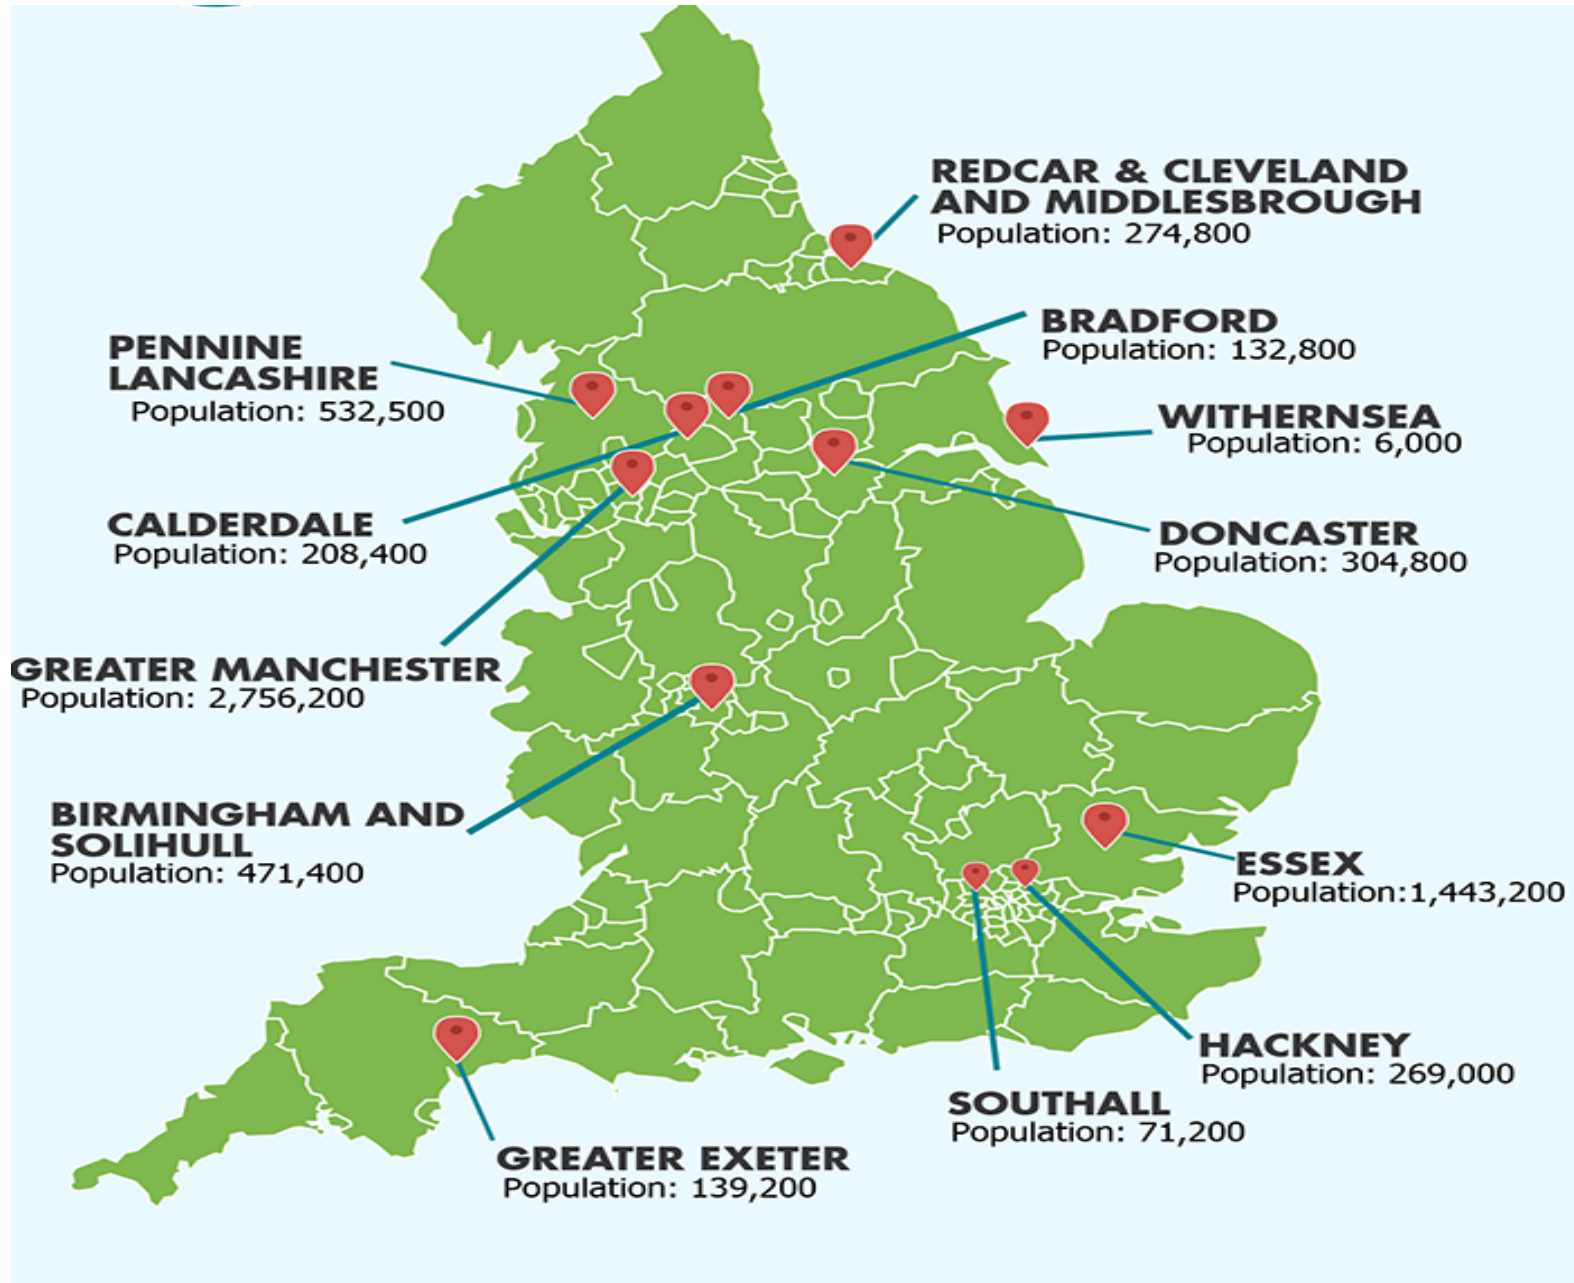 REDCAR & CLEVELAND
AND MIDDLESBROUGH
Population: 274,800
BRADFORD
Population: 132,800
PENNINE
LANCASHIRE
Population: 532,500
WITHERNSEA
Population: 6,000
CALDERDALE
Population: 208,400
DONCASTER
Population: 304,800
GREATER MANCHESTER
Population: 2,756,200
BIRMINGHAM AND
SOLIHULL
Population: 471,400
ESSEX
Population:1,443,200
HACKNEY
Population: 269,000
SOUTHALL
Population: 71,200
GREATER EXETER
Population: 139,200